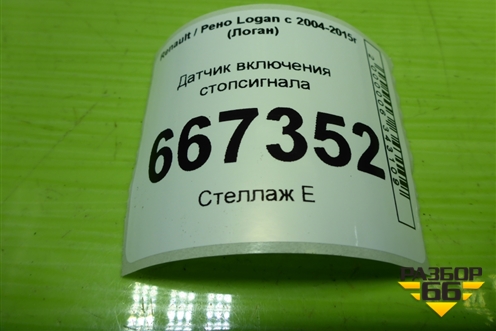 Renault / Рено Logan с 2004-2015г
(Логан)
Датчик включения
стопсигнала
667352
Стеллаж Е
РАЗБОР
66